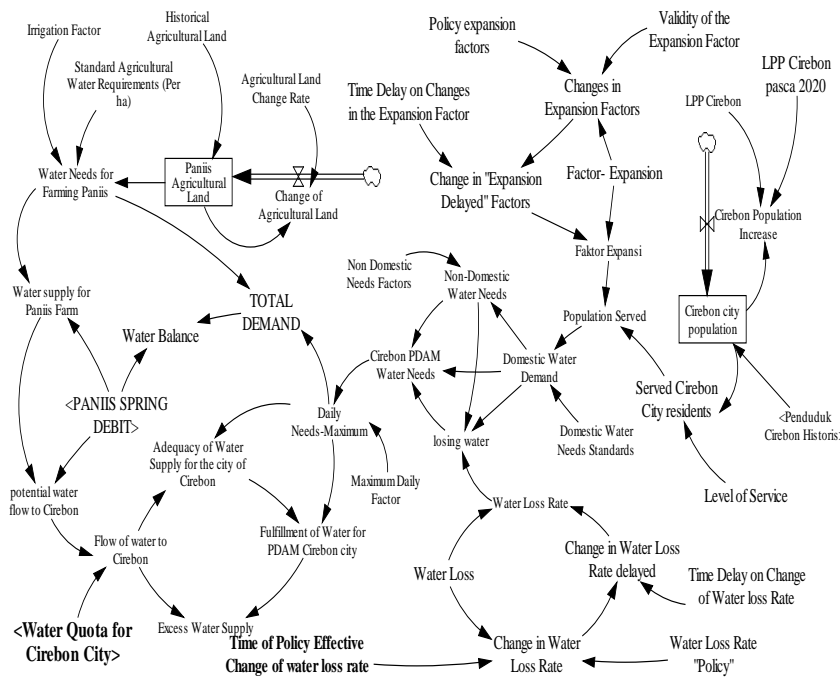 Irrigation Factor
Historical
Agricultural Land
Standard Agricultural
Water Requirements (Per
ha)
Agricultural Land
Change Rate
Water Needs for
Farming Paniis
Paniis
Agricultural
Land
Change of
Agricultural Land
Policy expansion
factors
Validity of the
Expansion Factor
Time Delay on Changes
in the Expansion Factor
Changes in
Expansion Factors
LPP Cirebon
pasca 2020
LPP Cirebon
Change in "Expansion
Delayed" Factors
Factor- Expansion
Cirebon Population
Increase
Faktor Expansi
Non Domestic
Needs Factors
Non-Domestic
Water Needs
Water supply for
Paniis Farm
TOTAL
DEMAND
Water Balance
Population Served
Cirebon city
population
Cirebon PDAM
Water Needs
Domestic Water
Demand
<PANIIS SPRING
DEBIT>
Served Cirebon
City residents
<Penduduk
Cirebon Historis>
Daily
Needs-Maximum
losing water
Domestic Water
Needs Standards
Adequacy of Water
Supply for the city of
Cirebon
Maximum Daily
Factor
Level of Service
potential water
flow to Cirebon
Water Loss Rate
Flow of water to
Cirebon
Fulfillment of Water for
PDAM Cirebon city
Change in Water Loss
Rate delayed
Water Loss
Time Delay on Change
of Water loss Rate
<Water Quota for
Cirebon City>
Excess Water Supply
Time of Policy Effective
Change of water loss rate
Change in Water
Loss Rate
Water Loss Rate
"Policy"